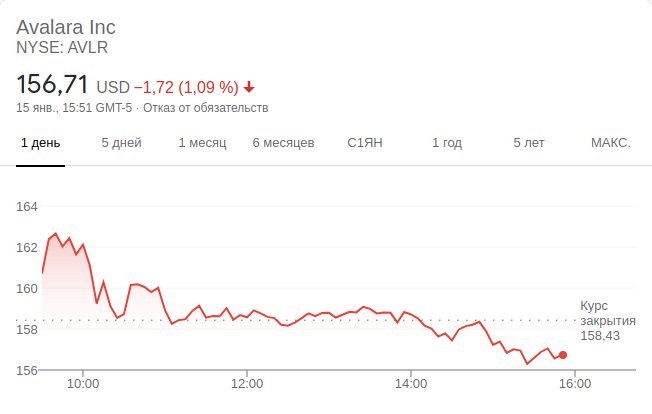 Avalara Inc
NYSE: AVLR
156,71 USD −1,72 (1,09 %)
15 янв., 15:51 GMT-5 · Отказ от обязательств
1 день 5 дней 1 месяц 6 месяцев С1ЯН 1 год 5 лет МАКС.
164
162
160
Курс
закрытия
158,43
158
156
10:00 12:00 14:00 16:00